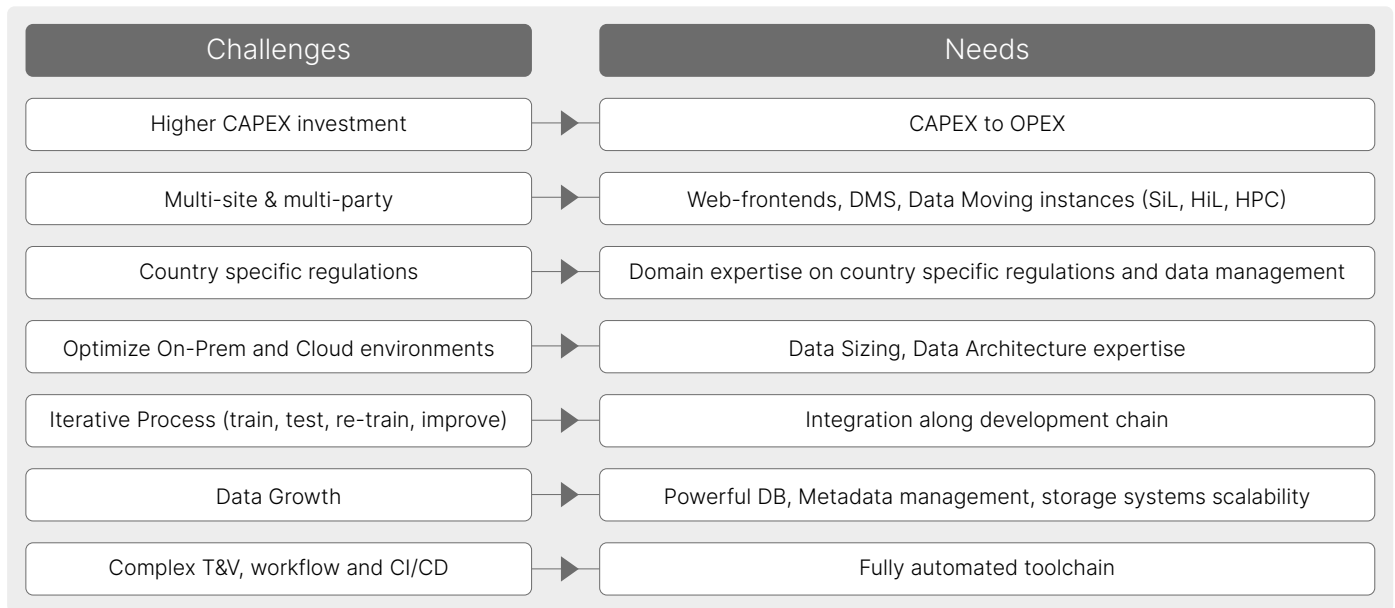 Challenges
Needs
Higher CAPEX investment
CAPEX to OPEX
Multi-site & multi-party
Web-frontends, DMS, Data Moving instances (SiL, HiL, HPC)
Country specific regulations
Domain expertise on country specific regulations and data management
Optimize On-Prem and Cloud environments
Data Sizing, Data Architecture expertise
Iterative Process (train, test, re-train, improve)
Integration along development chain
Data Growth
Powerful DB, Metadata management, storage systems scalability
Complex T&V, workflow and CI/CD
Fully automated toolchain